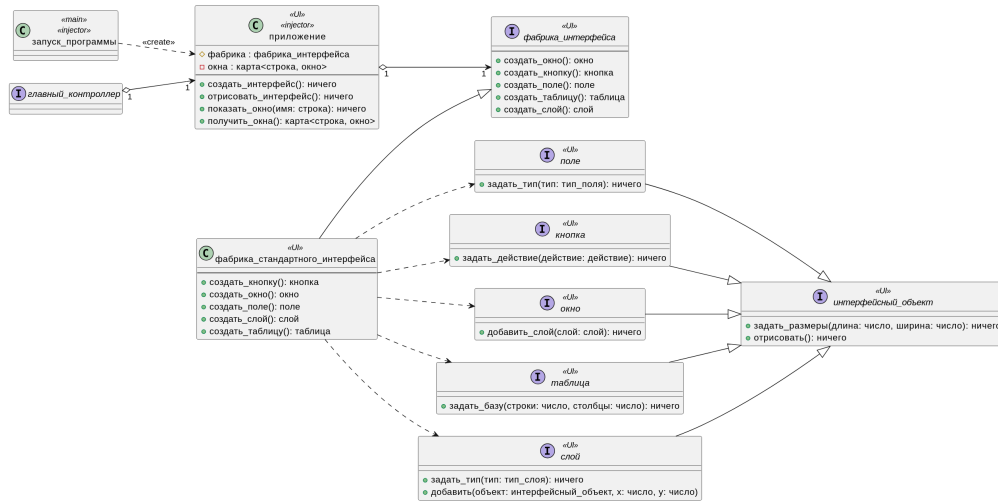 «main»
«injector»
C
запуск_программы
I
главный_контроллер
«create»
1
1
«UI»
«injector»
C
приложение
фабрика : фабрика_интерфейса
окна : карта<строка, окно>
создать_интерфейс(): ничего
отрисовать_интерфейс(): ничего
показать_окно(имя: строка): ничего
получить_окна(): карта<строка, окно>
1
1
«UI»
I
фабрика_интерфейса
создать_окно(): окно
создать_кнопку(): кнопка
создать_поле(): поле
создать_таблицу(): таблица
создать_слой(): слой
«UI»
I
поле
задать_тип(тип: тип_поля): ничего
«UI»
I
кнопка
задать_действие(действие: действие): ничего
«UI»
C
фабрика_стандартного_интерфейса
создать_кнопку(): кнопка
создать_окно(): окно
создать_поле(): поле
создать_слой(): слой
создать_таблицу(): таблица
«UI»
I
окно
добавить_слой(слой: слой): ничего
«UI»
I
интерфейсный_объект
задать_размеры(длина: число, ширина: число): ничего
отрисовать(): ничего
«UI»
I
таблица
задать_базу(строки: число, столбцы: число): ничего
«UI»
I
слой
задать_тип(тип: тип_слоя): ничего
добавить(объект: интерфейсный_объект, x: число, y: число)